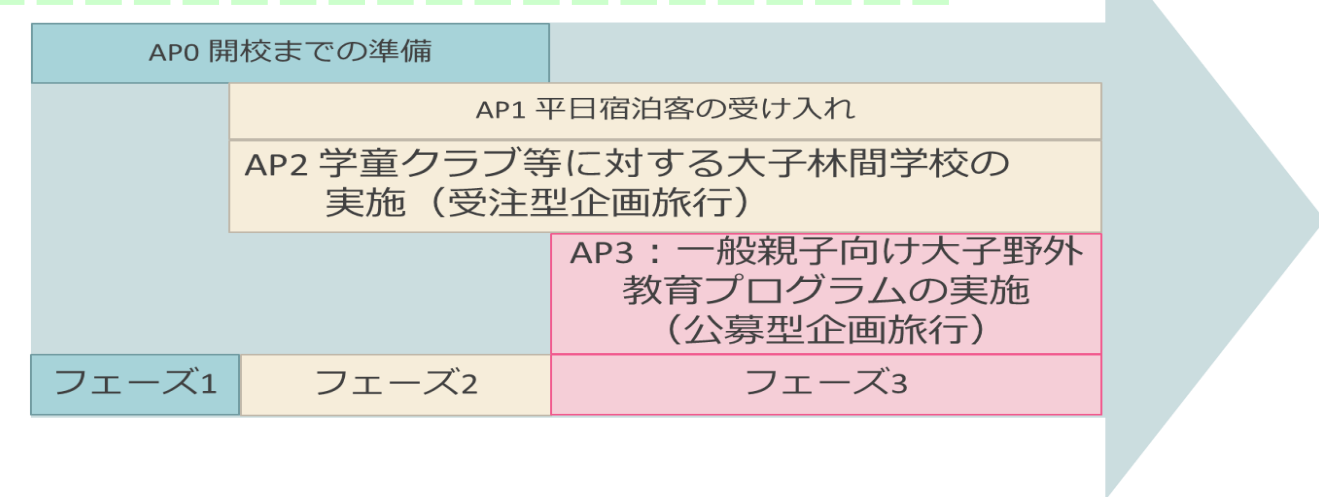 AP0 開校までの準備
AP1 平日宿泊客の受け入れ
AP2 学童クラブ等に対する大子林間学校の
実施（受注型企画旅行）
AP3：一般親子向け大子野外
教育プログラムの実施
（公募型企画旅行）
フェーズ1
フェーズ2
フェーズ3